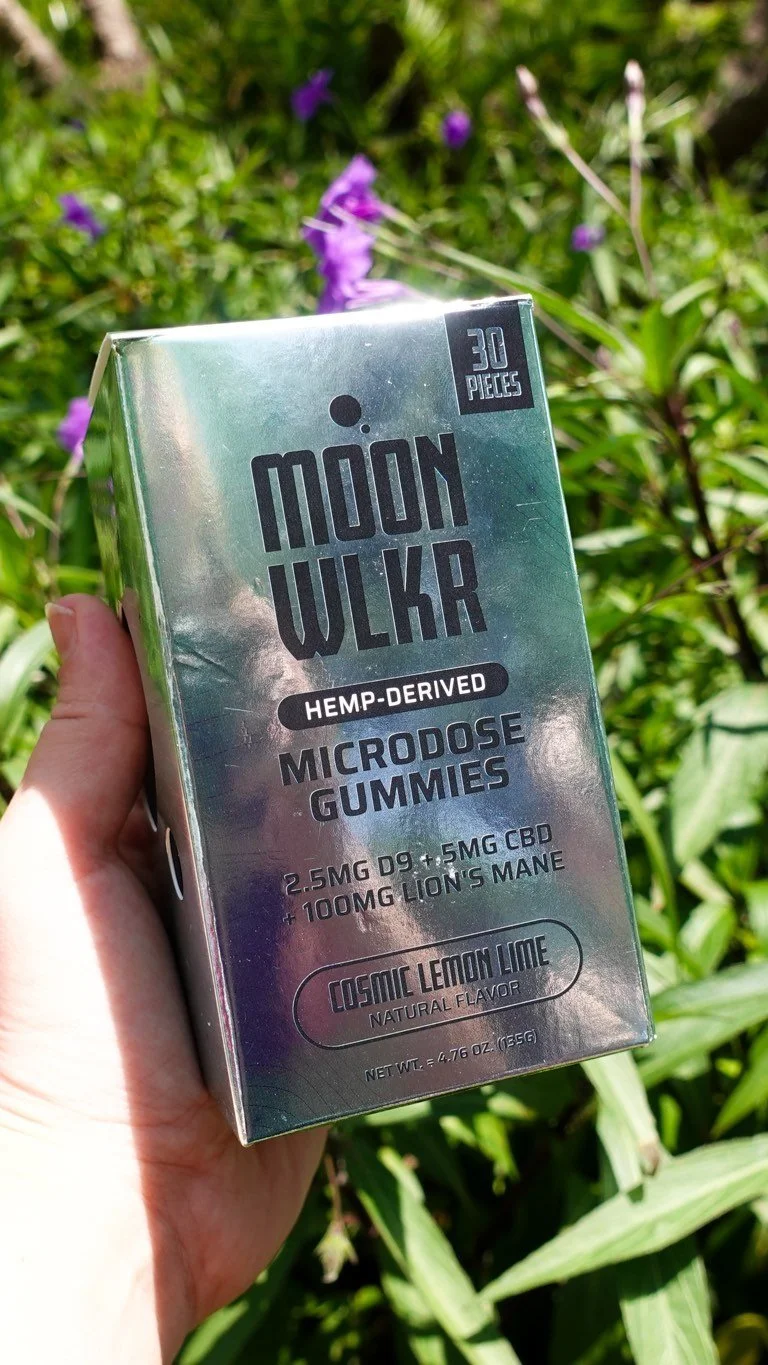 30
PIECES
MOON
WLKR
HEMP-DERIVED
MICRODOSE
GUMMIES
2.5MG D9 + 5MG CBD
+ 100MG LION'S MANE
COSMIC LEMON LIME
NATURAL FLAVOR
NET WT. = 4.76 OZ. (135G)